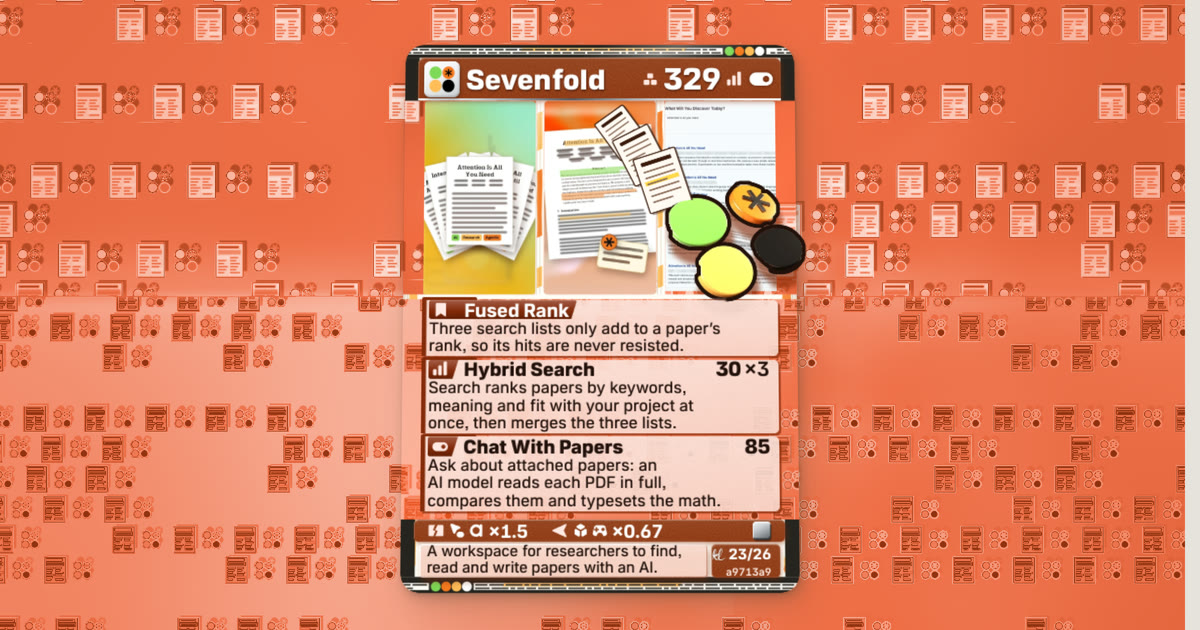 Sevenfold
329
What Will You Discover Today?
Attention Is All
You Need
Attention Is All
Fused Rank
Three search lists only add to a paper's
rank, so its hits are never resisted.
Hybrid Search
30 ×3
Search ranks papers by keywords,
meaning and fit with your project at
once, then merges the three lists.
Chat With Papers
85
Ask about attached papers: an
AI model reads each PDF in full,
compares them and typesets the math.
×1.5
×0.67
A workspace for researchers to find,
read and write papers with an AI.
23/26
a9713a9